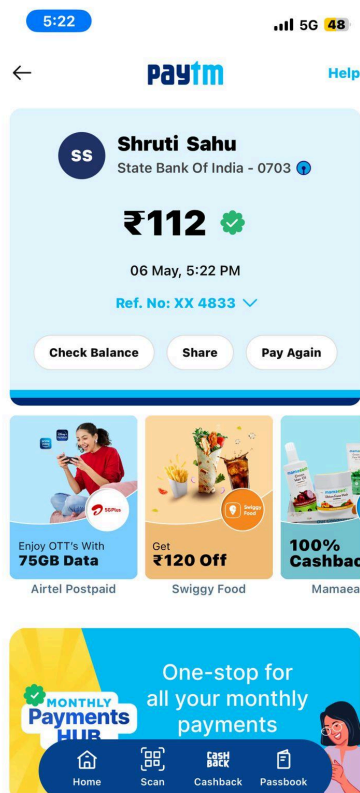 5:22
5G 48
paytm
Help
SS
Shruti Sahu
State Bank Of India - 0703
₹112
06 May, 5:22 PM
Ref. No: XX 4833
Check Balance
Share
Pay Again
5G Plus
Enjoy OTT's With
75GB Data
Airtel Postpaid
Swiggy
Food
Get
₹120 Off
Swiggy Food
mamaearth
100%
Cashbac
Mamaea
One-stop for
all your monthly
payments
MONTHLY
Payments
HUB
Home
Scan
CASH
BACK
Cashback
Passbook